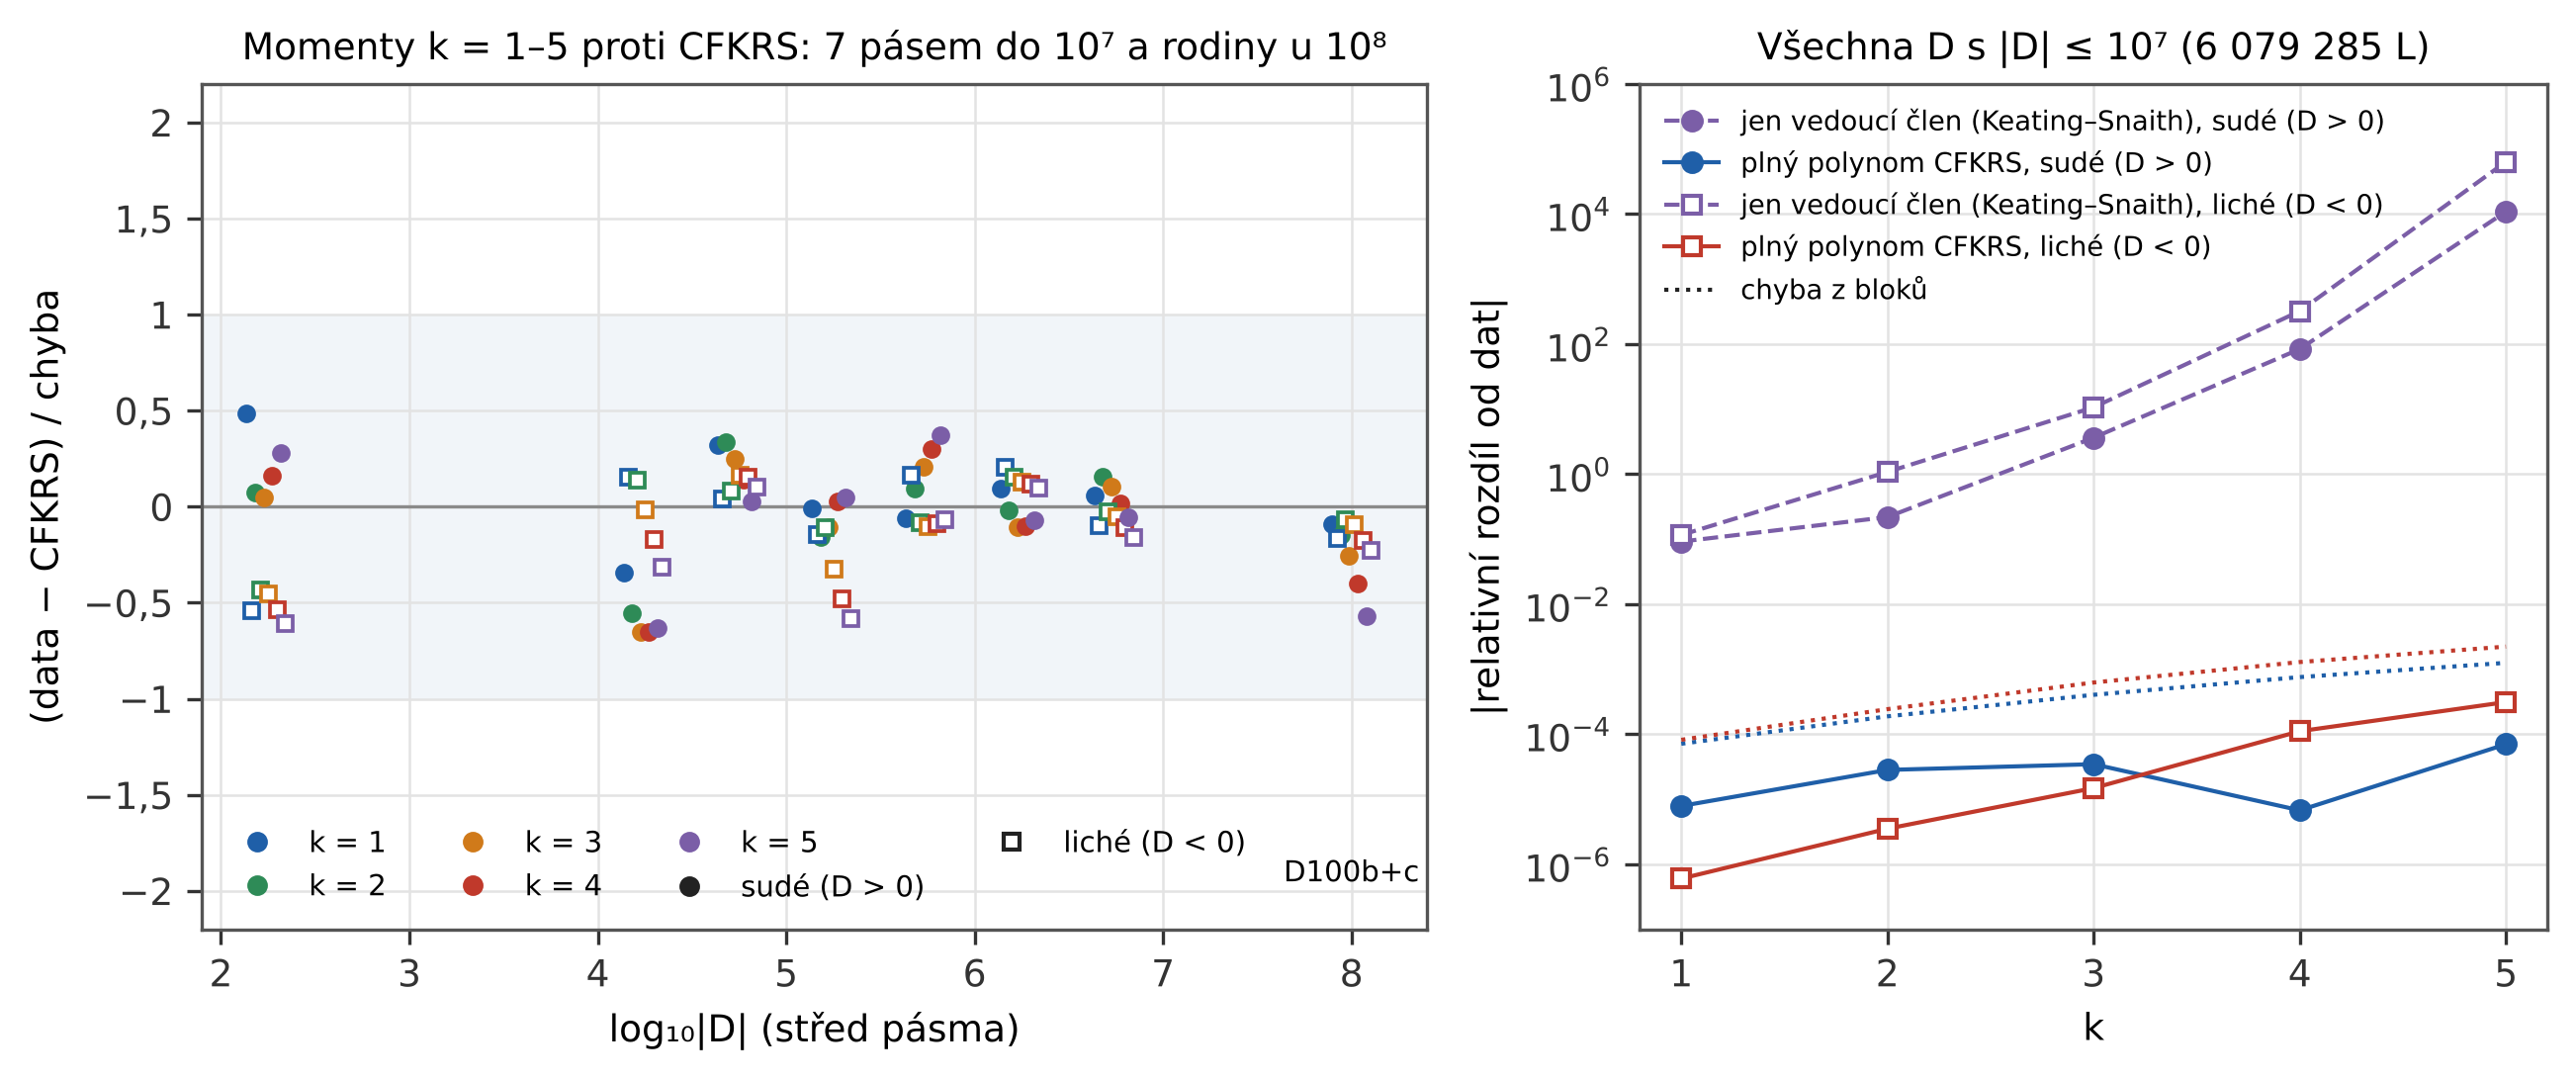 Momenty k = 1–5 proti CFKRS: 7 pásem do 10⁷ a rodiny u 10⁸
(data − CFKRS) / chyba
2
1,5
1
0,5
0
−0,5
−1
−1,5
−2
k = 1
k = 3
k = 5
liché (D < 0)
k = 2
k = 4
sudé (D > 0)
D100b+c
2 3 4 5 6 7 8
log₁₀|D| (střed pásma)
Všechna D s |D| ≤ 10⁷ (6 079 285 L)
|relativní rozdíl od dat|
10⁶
10⁴
10²
10⁰
10⁻²
10⁻⁴
10⁻⁶
jen vedoucí člen (Keating–Snaith), sudé (D > 0)
plný polynom CFKRS, sudé (D > 0)
jen vedoucí člen (Keating–Snaith), liché (D < 0)
plný polynom CFKRS, liché (D < 0)
chyba z bloků
1 2 3 4 5
k